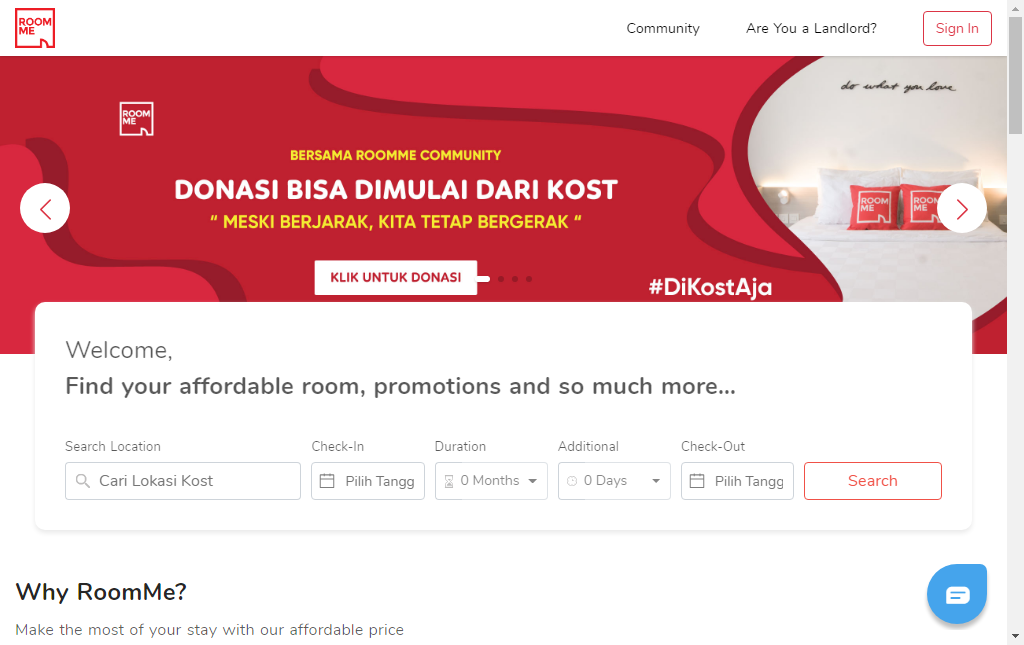 ROOM
ME
Community
Are You a Landlord?
Sign In
do what you love
ROOM
ME
BERSAMA ROOMME COMMUNITY
DONASI BISA DIMULAI DARI KOST
“ MESKI BERJARAK, KITA TETAP BERGERAK “
ROOM
ME
ROOM
ME
KLIK UNTUK DONASI
#DiKostAja
Welcome,
Find your affordable room, promotions and so much more...
Search Location
Check-In
Duration
Additional
Check-Out
Cari Lokasi Kost
Pilih Tangg
0 Months
0 Days
Pilih Tangg
Search
Why RoomMe?
Make the most of your stay with our affordable price